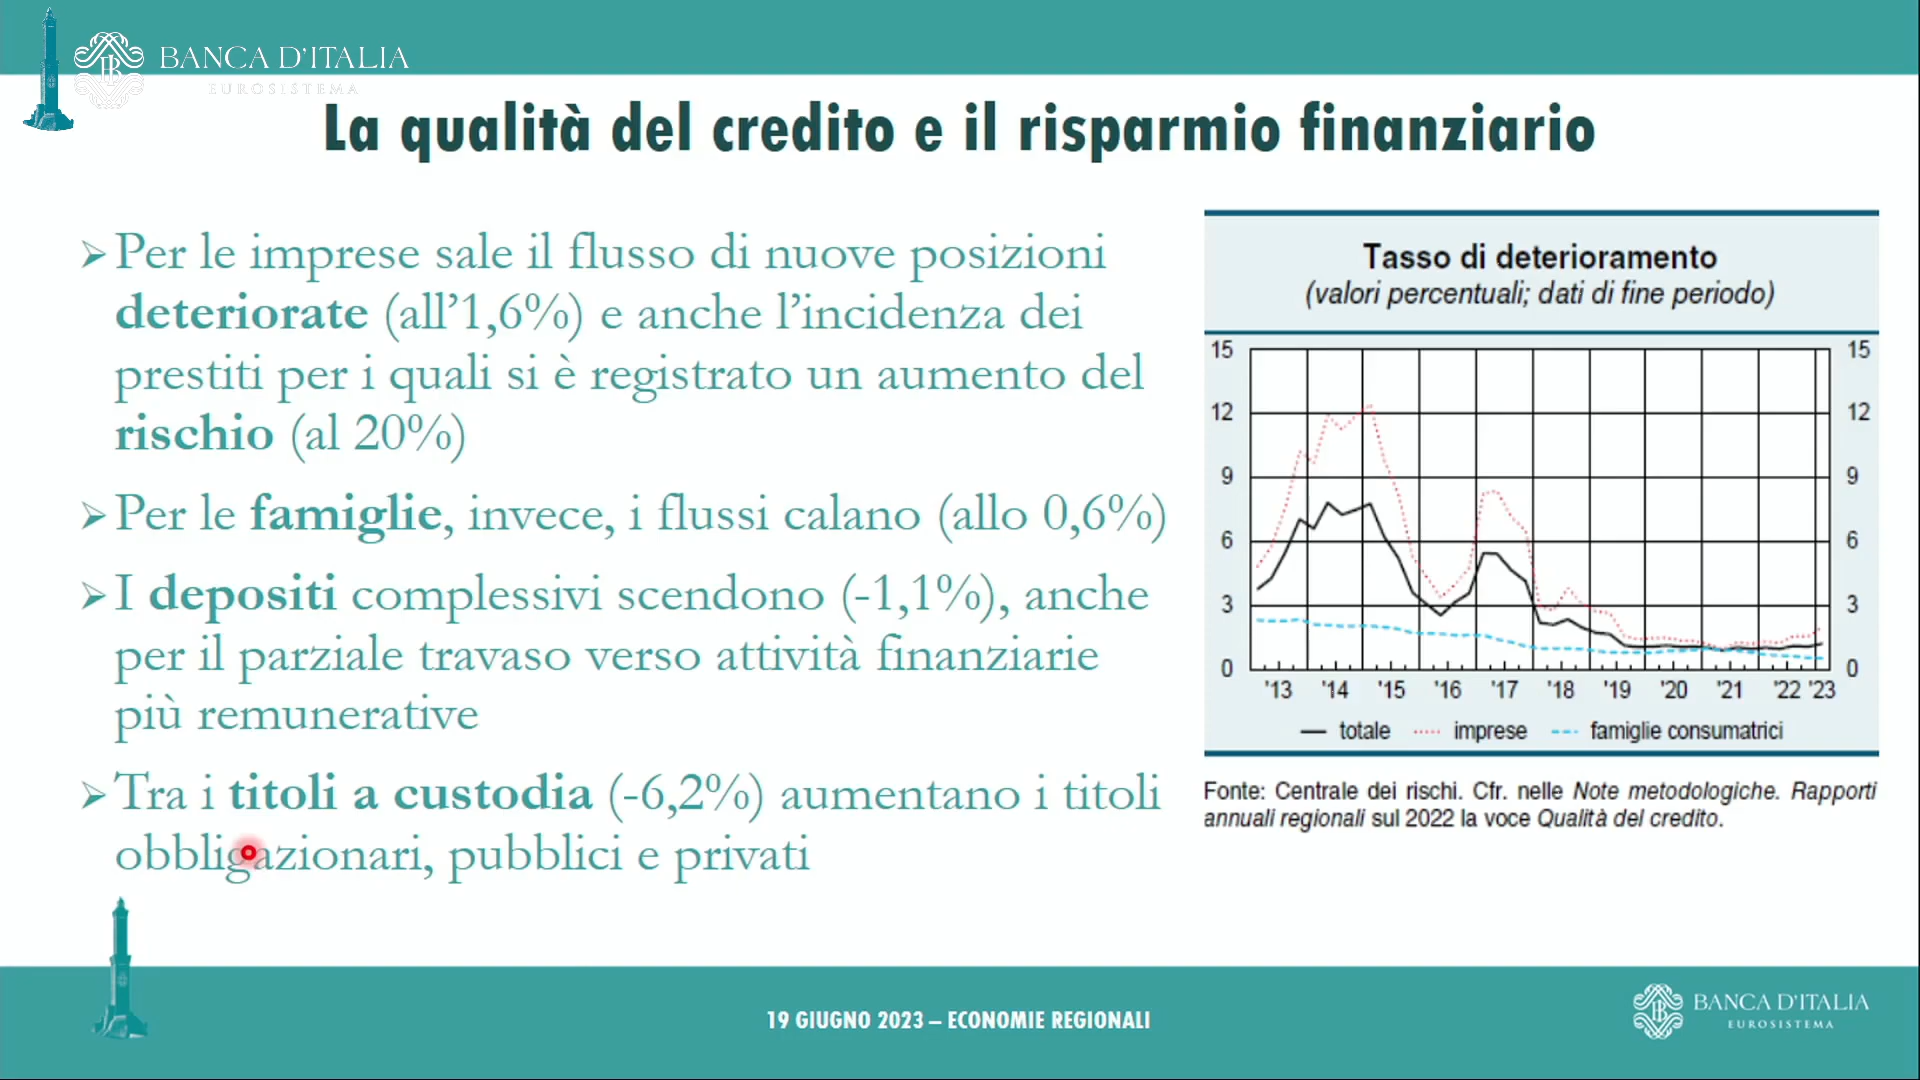 BANCA D'ITALIA
EUROSISTEMA
La qualità del credito e il risparmio finanziario
Per le imprese sale il flusso di nuove posizioni
deteriorate (all'1,6%) e anche l'incidenza dei
prestiti per i quali si è registrato un aumento del
rischio (al 20%)
Per le famiglie, invece, i flussi calano (allo 0,6%)
I depositi complessivi scendono (-1,1%), anche
per il parziale travaso verso attività finanziarie
più remunerative
Tra i titoli a custodia (-6,2%) aumentano i titoli
obbligazionari, pubblici e privati
Tasso di deterioramento
(valori percentuali; dati di fine periodo)
15 15
12 12
9 9
6 6
3 3
0 0
'13 '14 '15 '16 '17 '18 '19 '20 '21 '22 '23
totale imprese famiglie consumatrici
Fonte: Centrale dei rischi. Cfr. nelle Note metodologiche. Rapporti
annuali regionali sul 2022 la voce Qualità del credito.
19 GIUGNO 2023 – ECONOMIE REGIONALI
BANCA D'ITALIA
EUROSISTEMA